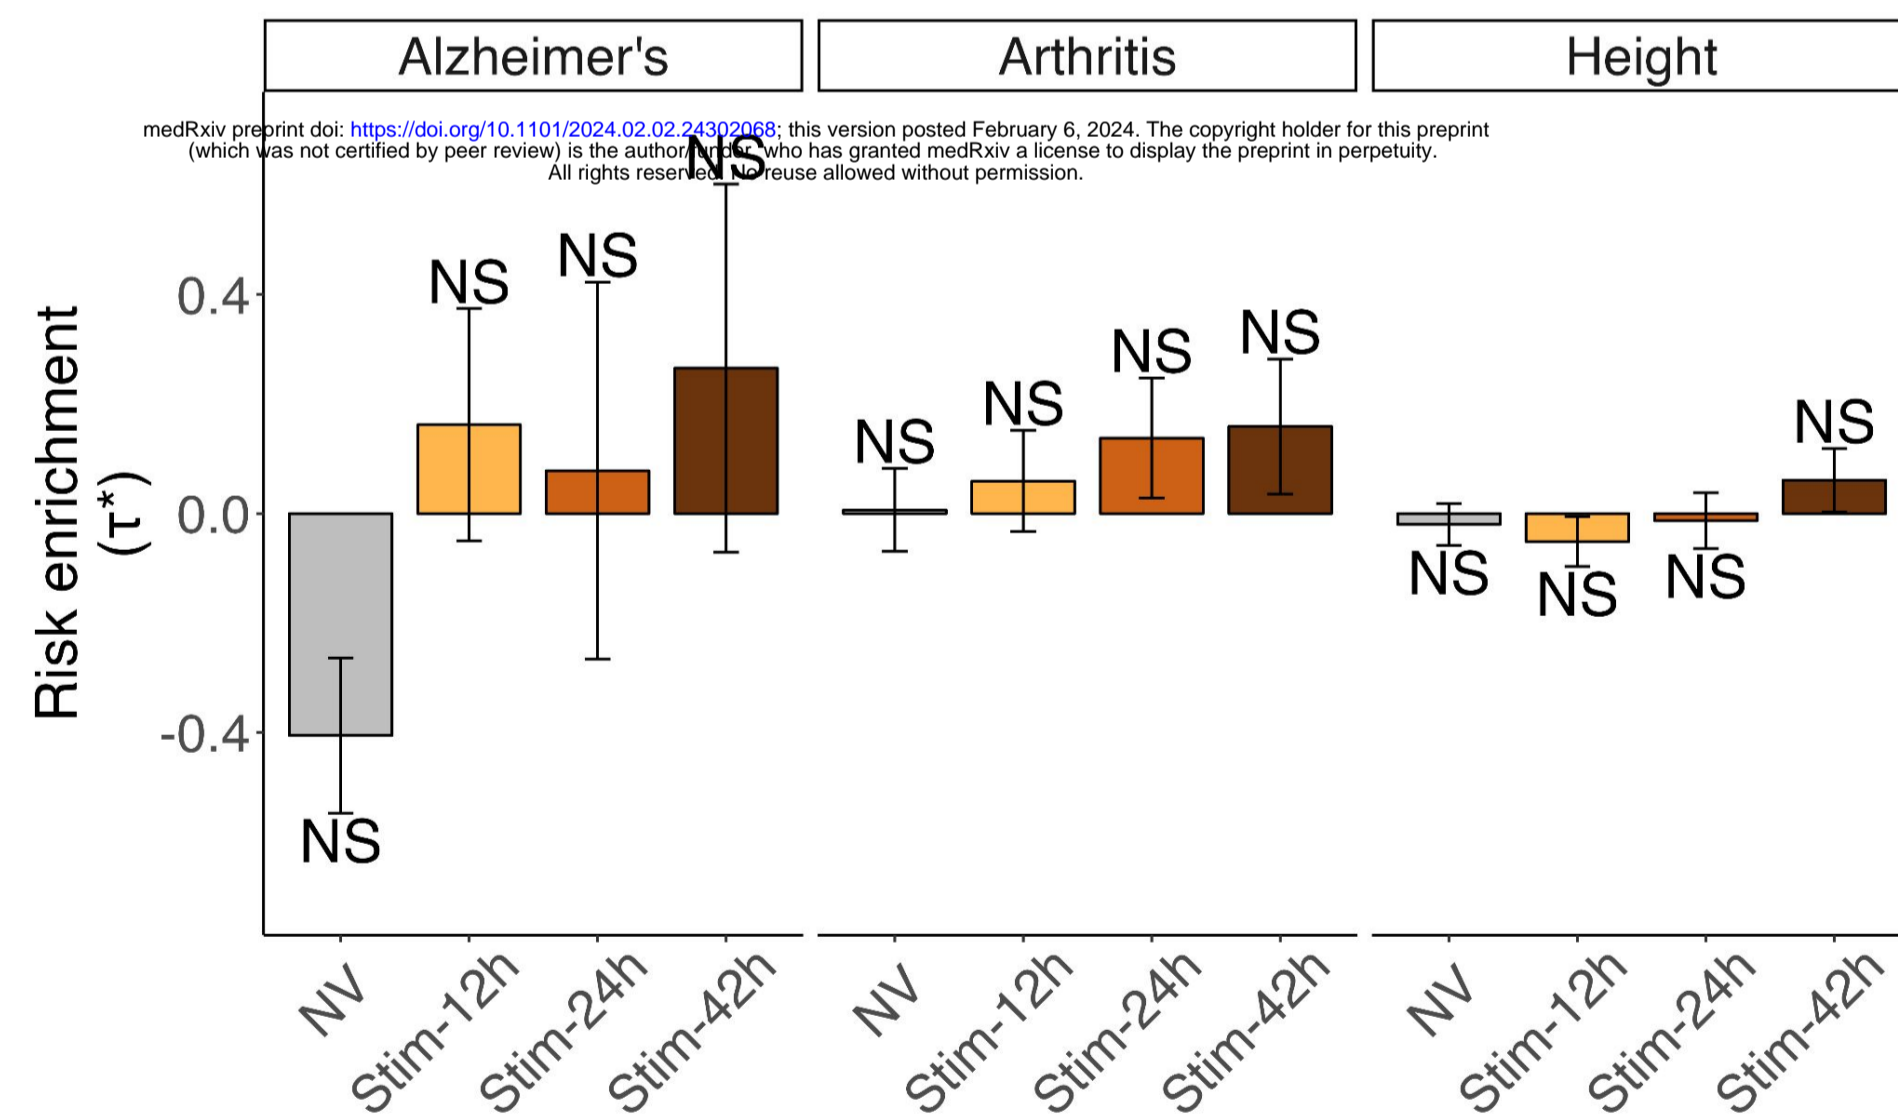 Alzheimer's Arthritis Height
medRxiv preprint doi: https://doi.org/10.1101/2024.02.02.24302068; this version posted February 6, 2024. The copyright holder for this preprint
(which was not certified by peer review) is the author/funder, who has granted medRxiv a license to display the preprint in perpetuity.
All rights reserved. No reuse allowed without permission.
NS
NS
NS
NS
NS
NS
NS
NS
NS
NS
NS
NS
Risk enrichment
(τ*)
0.4
0.0
-0.4
NV Stim-12h Stim-24h Stim-42h NV Stim-12h Stim-24h Stim-42h NV Stim-12h Stim-24h Stim-42h